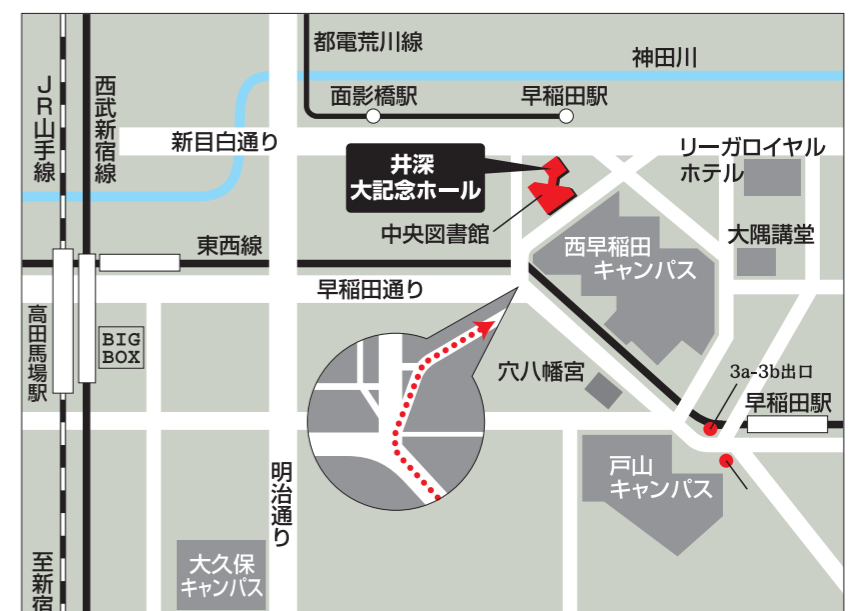 都電荒川線
神田川
JR山手線
西武新宿線
面影橋駅
早稲田駅
新目白通り
リーガロイヤル
ホテル
井深
大記念ホール
中央図書館
東西線
西早稲田
キャンパス
大隈講堂
早稲田通り
高田馬場駅
BIG
BOX
穴八幡宮
3a-3b出口
早稲田駅
戸山
キャンパス
明治通り
大久保
キャンパス
至新宿